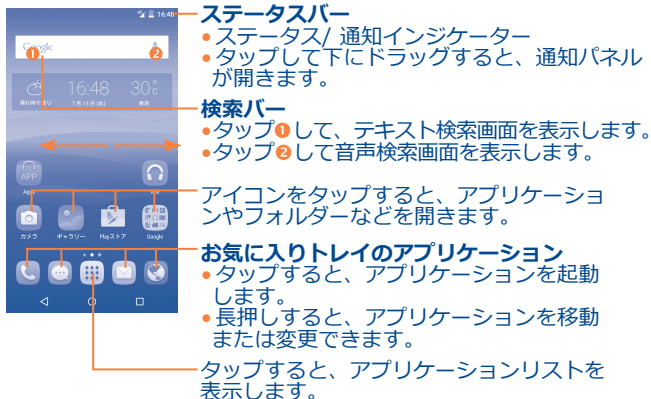 16:48
Google
❶
❷
16:48
30°c
7月15日(水)
東京
APP
カメラ
ギャラリー
Playストア
Google
ステータスバー
• ステータス/ 通知インジケーター
• タップして下にドラッグすると、通知パネル
が開きます。
検索バー
•タップ❶して、テキスト検索画面を表示します。
•タップ❷して音声検索画面を表示します。
アイコンをタップすると、アプリケーショ
ンやフォルダーなどを開きます。
お気に入りトレイのアプリケーション
• タップすると、アプリケーションを起動
します。
• 長押しすると、アプリケーションを移動
または変更できます。
タップすると、アプリケーションリストを
表示します。